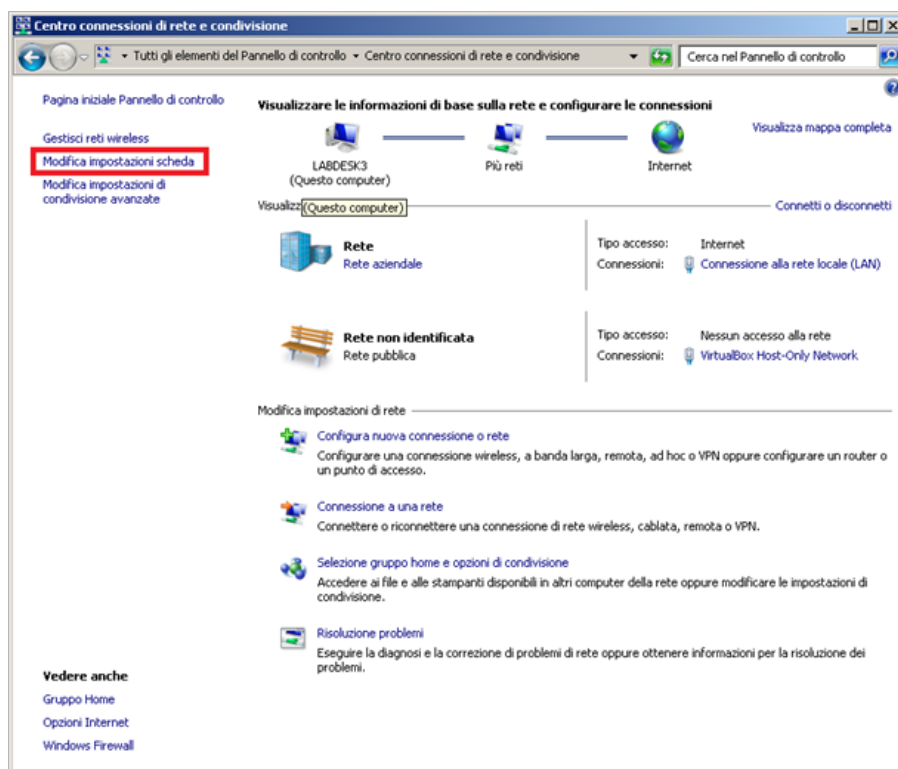 Centro connessioni di rete e condivisione
Tutti gli elementi del Pannello di controllo
Centro connessioni di rete e condivisione
Cerca nel Pannello di controllo
Pagina iniziale Pannello di controllo
Gestisci reti wireless
Modifica impostazioni scheda
Modifica impostazioni di
condivisione avanzate
Visualizzare le informazioni di base sulla rete e configurare le connessioni
LABDESK3
(Questo computer)
Più reti
Internet
Visualizza mappa completa
(Questo computer)
Connetti o disconnetti
Rete
Rete aziendale
Tipo accesso: Internet
Connessioni: Connessione alla rete locale (LAN)
Rete non identificata
Rete pubblica
Tipo accesso: Nessun accesso alla rete
Connessioni: VirtualBox Host-Only Network
Modifica impostazioni di rete
Configura nuova connessione o rete
Configurare una connessione wireless, a banda larga, remota, ad hoc o VPN oppure configurare un router o
un punto di accesso.
Connessione a una rete
Connettere o riconnettere una connessione di rete wireless, cablata, remota o VPN.
Selezione gruppo home e opzioni di condivisione
Accedere ai file e alle stampanti disponibili in altri computer della rete oppure modificare le impostazioni di
condivisione.
Risoluzione problemi
Eseguire la diagnosi e la correzione di problemi di rete oppure ottenere informazioni per la risoluzione dei
problemi.
Vedere anche
Gruppo Home
Opzioni Internet
Windows Firewall